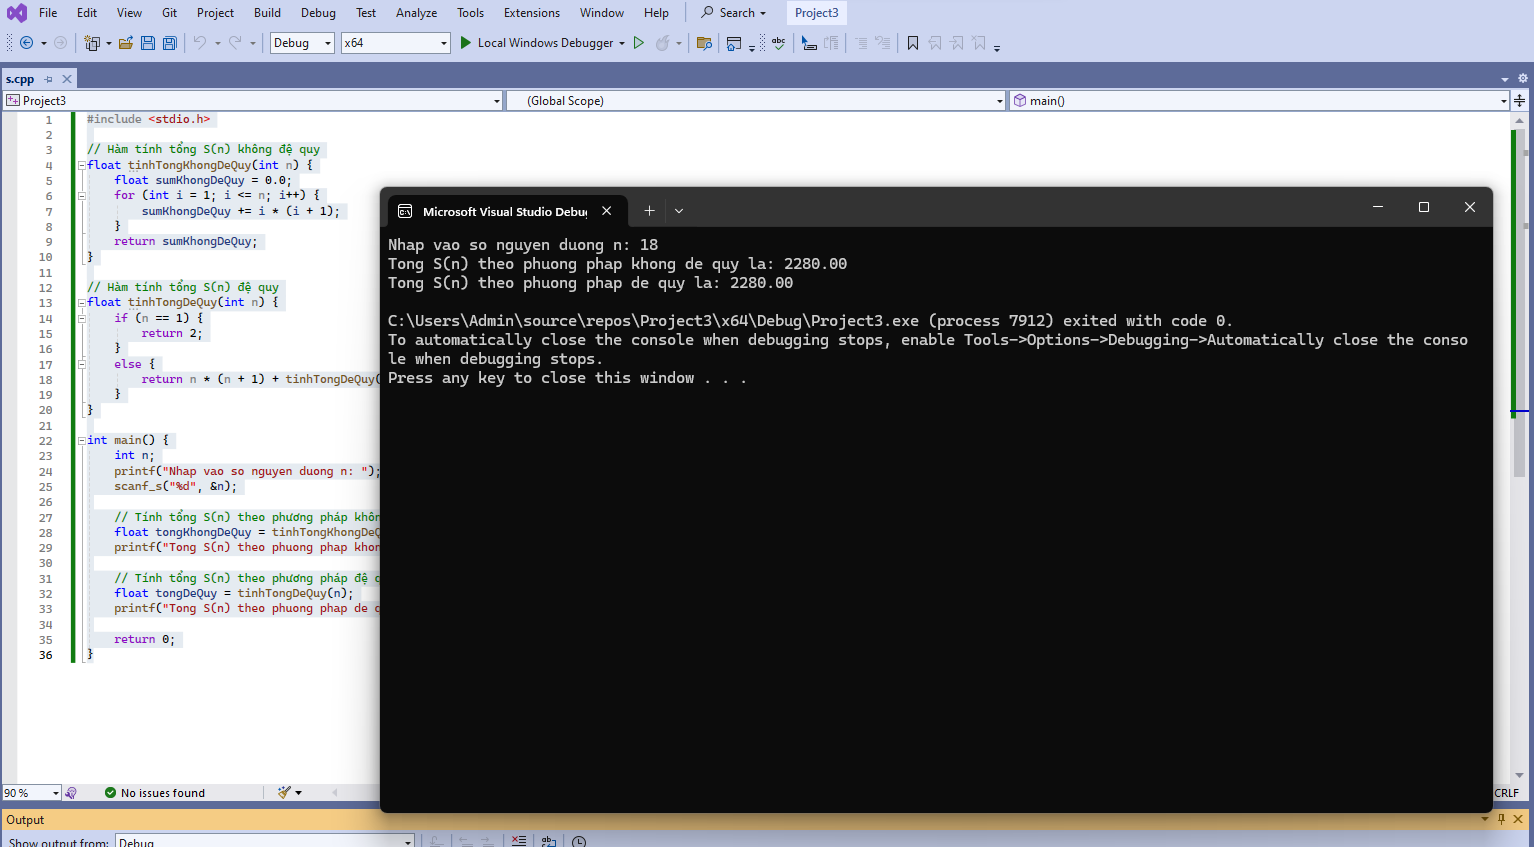 File Edit View Git Project Build Debug Test Analyze Tools Extensions Window Help Search Project3
Debug x64 Local Windows Debugger
s.cpp
Project3 (Global Scope) main()
1 #include <stdio.h>
2
3 // Hàm tính tổng S(n) không đệ quy
4 float tinhTongKhongDeQuy(int n) {
5 float sumKhongDeQuy = 0.0;
6 for (int i = 1; i <= n; i++) {
7 sumKhongDeQuy += i * (i + 1);
8 }
9 return sumKhongDeQuy;
10 }
11
12 // Hàm tính tổng S(n) đệ quy
13 float tinhTongDeQuy(int n) {
14 if (n == 1) {
15 return 2;
16 }
17 else {
18 return n * (n + 1) + tinhTongDeQuy(
19 }
20 }
21
22 int main() {
23 int n;
24 printf("Nhap vao so nguyen duong n: ");
25 scanf_s("%d", &n);
26
27 // Tính tổng S(n) theo phương pháp khôn
28 float tongKhongDeQuy = tinhTongKhongDeQ
29 printf("Tong S(n) theo phuong phap khon
30
31 // Tính tổng S(n) theo phương pháp đệ q
32 float tongDeQuy = tinhTongDeQuy(n);
33 printf("Tong S(n) theo phuong phap de q
34
35 return 0;
36 }
Microsoft Visual Studio Debug
Nhap vao so nguyen duong n: 18
Tong S(n) theo phuong phap khong de quy la: 2280.00
Tong S(n) theo phuong phap de quy la: 2280.00
C:\Users\Admin\source\repos\Project3\x64\Debug\Project3.exe (process 7912) exited with code 0.
To automatically close the console when debugging stops, enable Tools->Options->Debugging->Automatically close the conso
le when debugging stops.
Press any key to close this window . . .
90 % No issues found CRLF
Output
Show output from: Debug